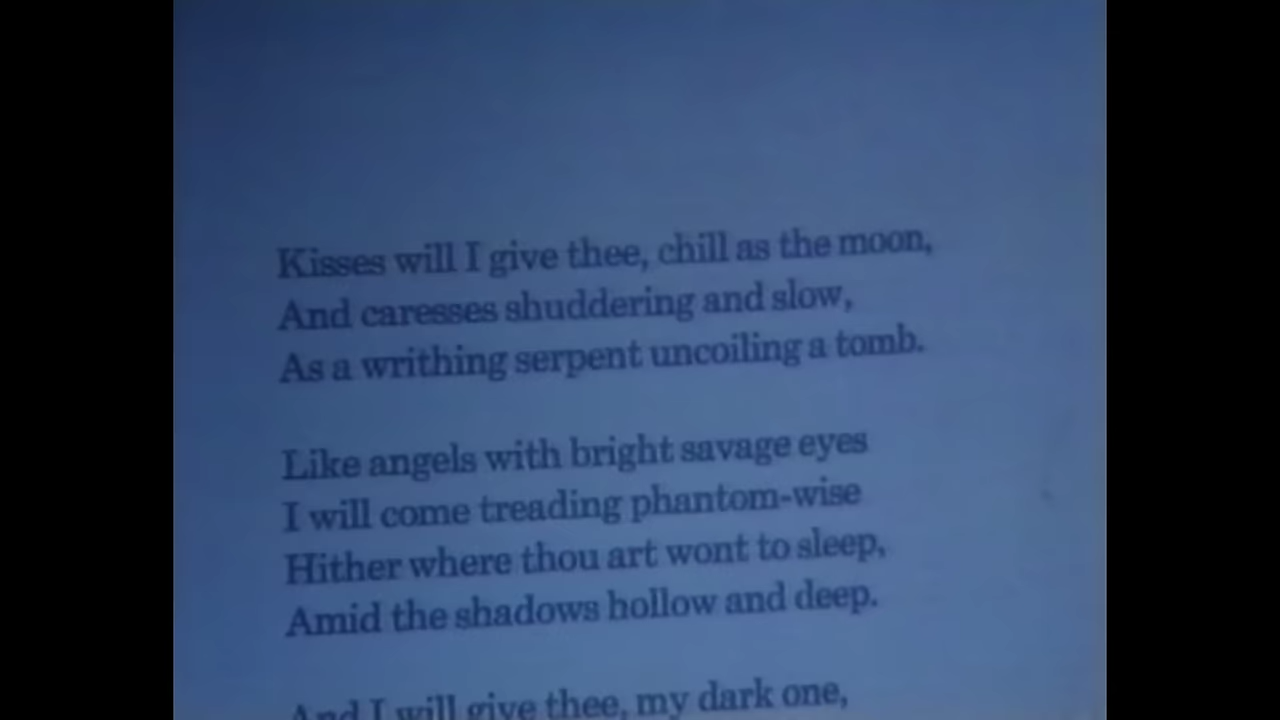 Kisses will I give thee, chill as the moon,
And caresses shuddering and slow,
As a writhing serpent uncoiling a tomb.
Like angels with bright savage eyes
I will come treading phantom-wise
Hither where thou art wont to sleep,
Amid the shadows hollow and deep.
And I will give thee, my dark one,